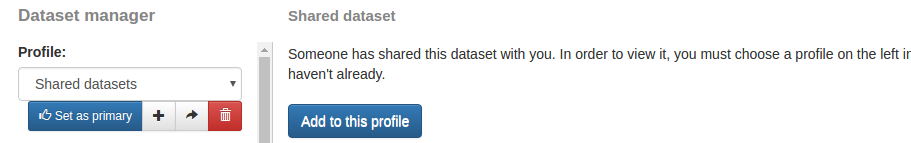 Dataset manager
Profile:
Shared datasets
Set as primary
Shared dataset
Someone has shared this dataset with you. In order to view it, you must choose a profile on the left
haven't already.
Add to this profile